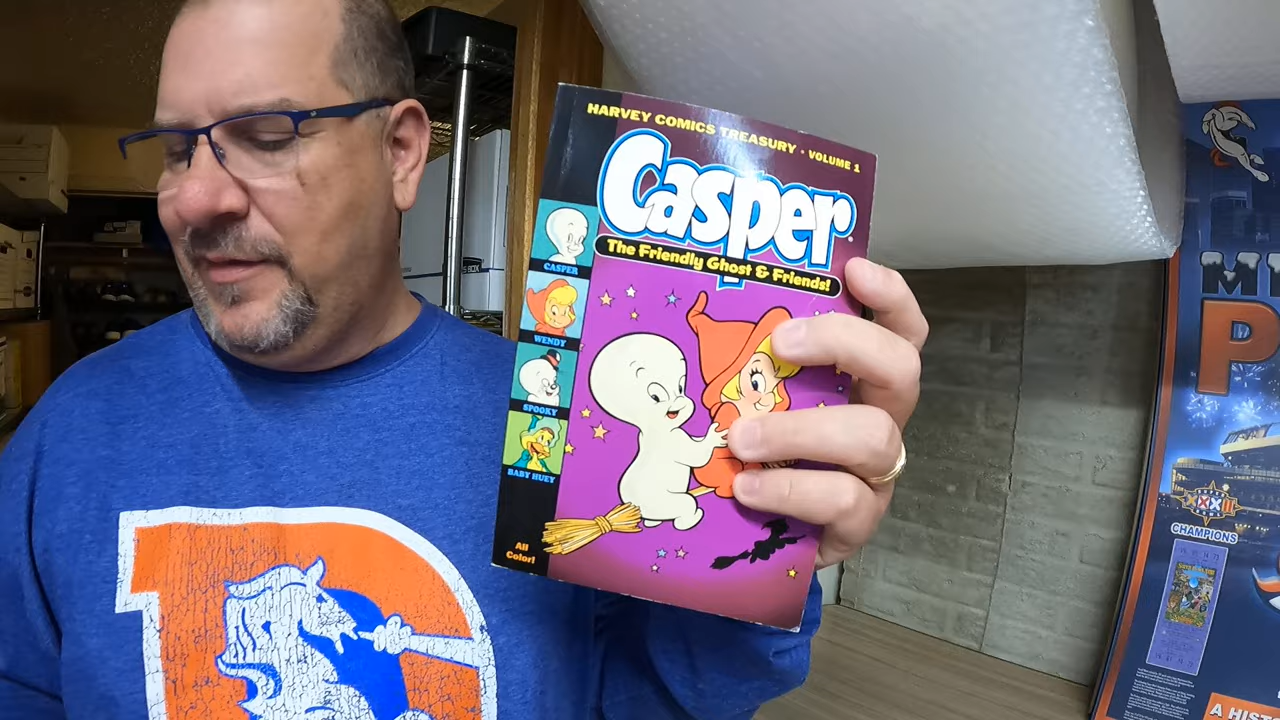 HARVEY COMICS TREASURY • VOLUME 1
Casper
The Friendly Ghost & Friends!
CASPER
WENDY
SPOOKY
BABY HUEY
All
Color!
XXXII
CHAMPIONS